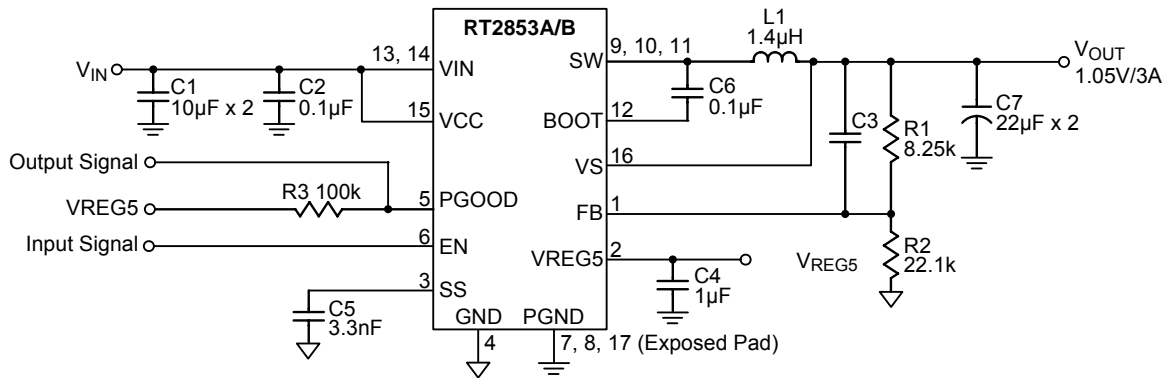 RT2853A/B
V_IN
C1
10µF x 2
C2
0.1µF
13, 14
VIN
15
VCC
Output Signal
VREG5
R3 100k
5
PGOOD
Input Signal
6
EN
3
SS
C5
3.3nF
GND
4
PGND
7, 8, 17 (Exposed Pad)
SW
9, 10, 11
L1
1.4µH
C6
0.1µF
BOOT
12
VS
16
FB
1
VREG5
2
C4
1µF
V_REG5
C3
R1
8.25k
R2
22.1k
C7
22µF x 2
V_OUT
1.05V/3A